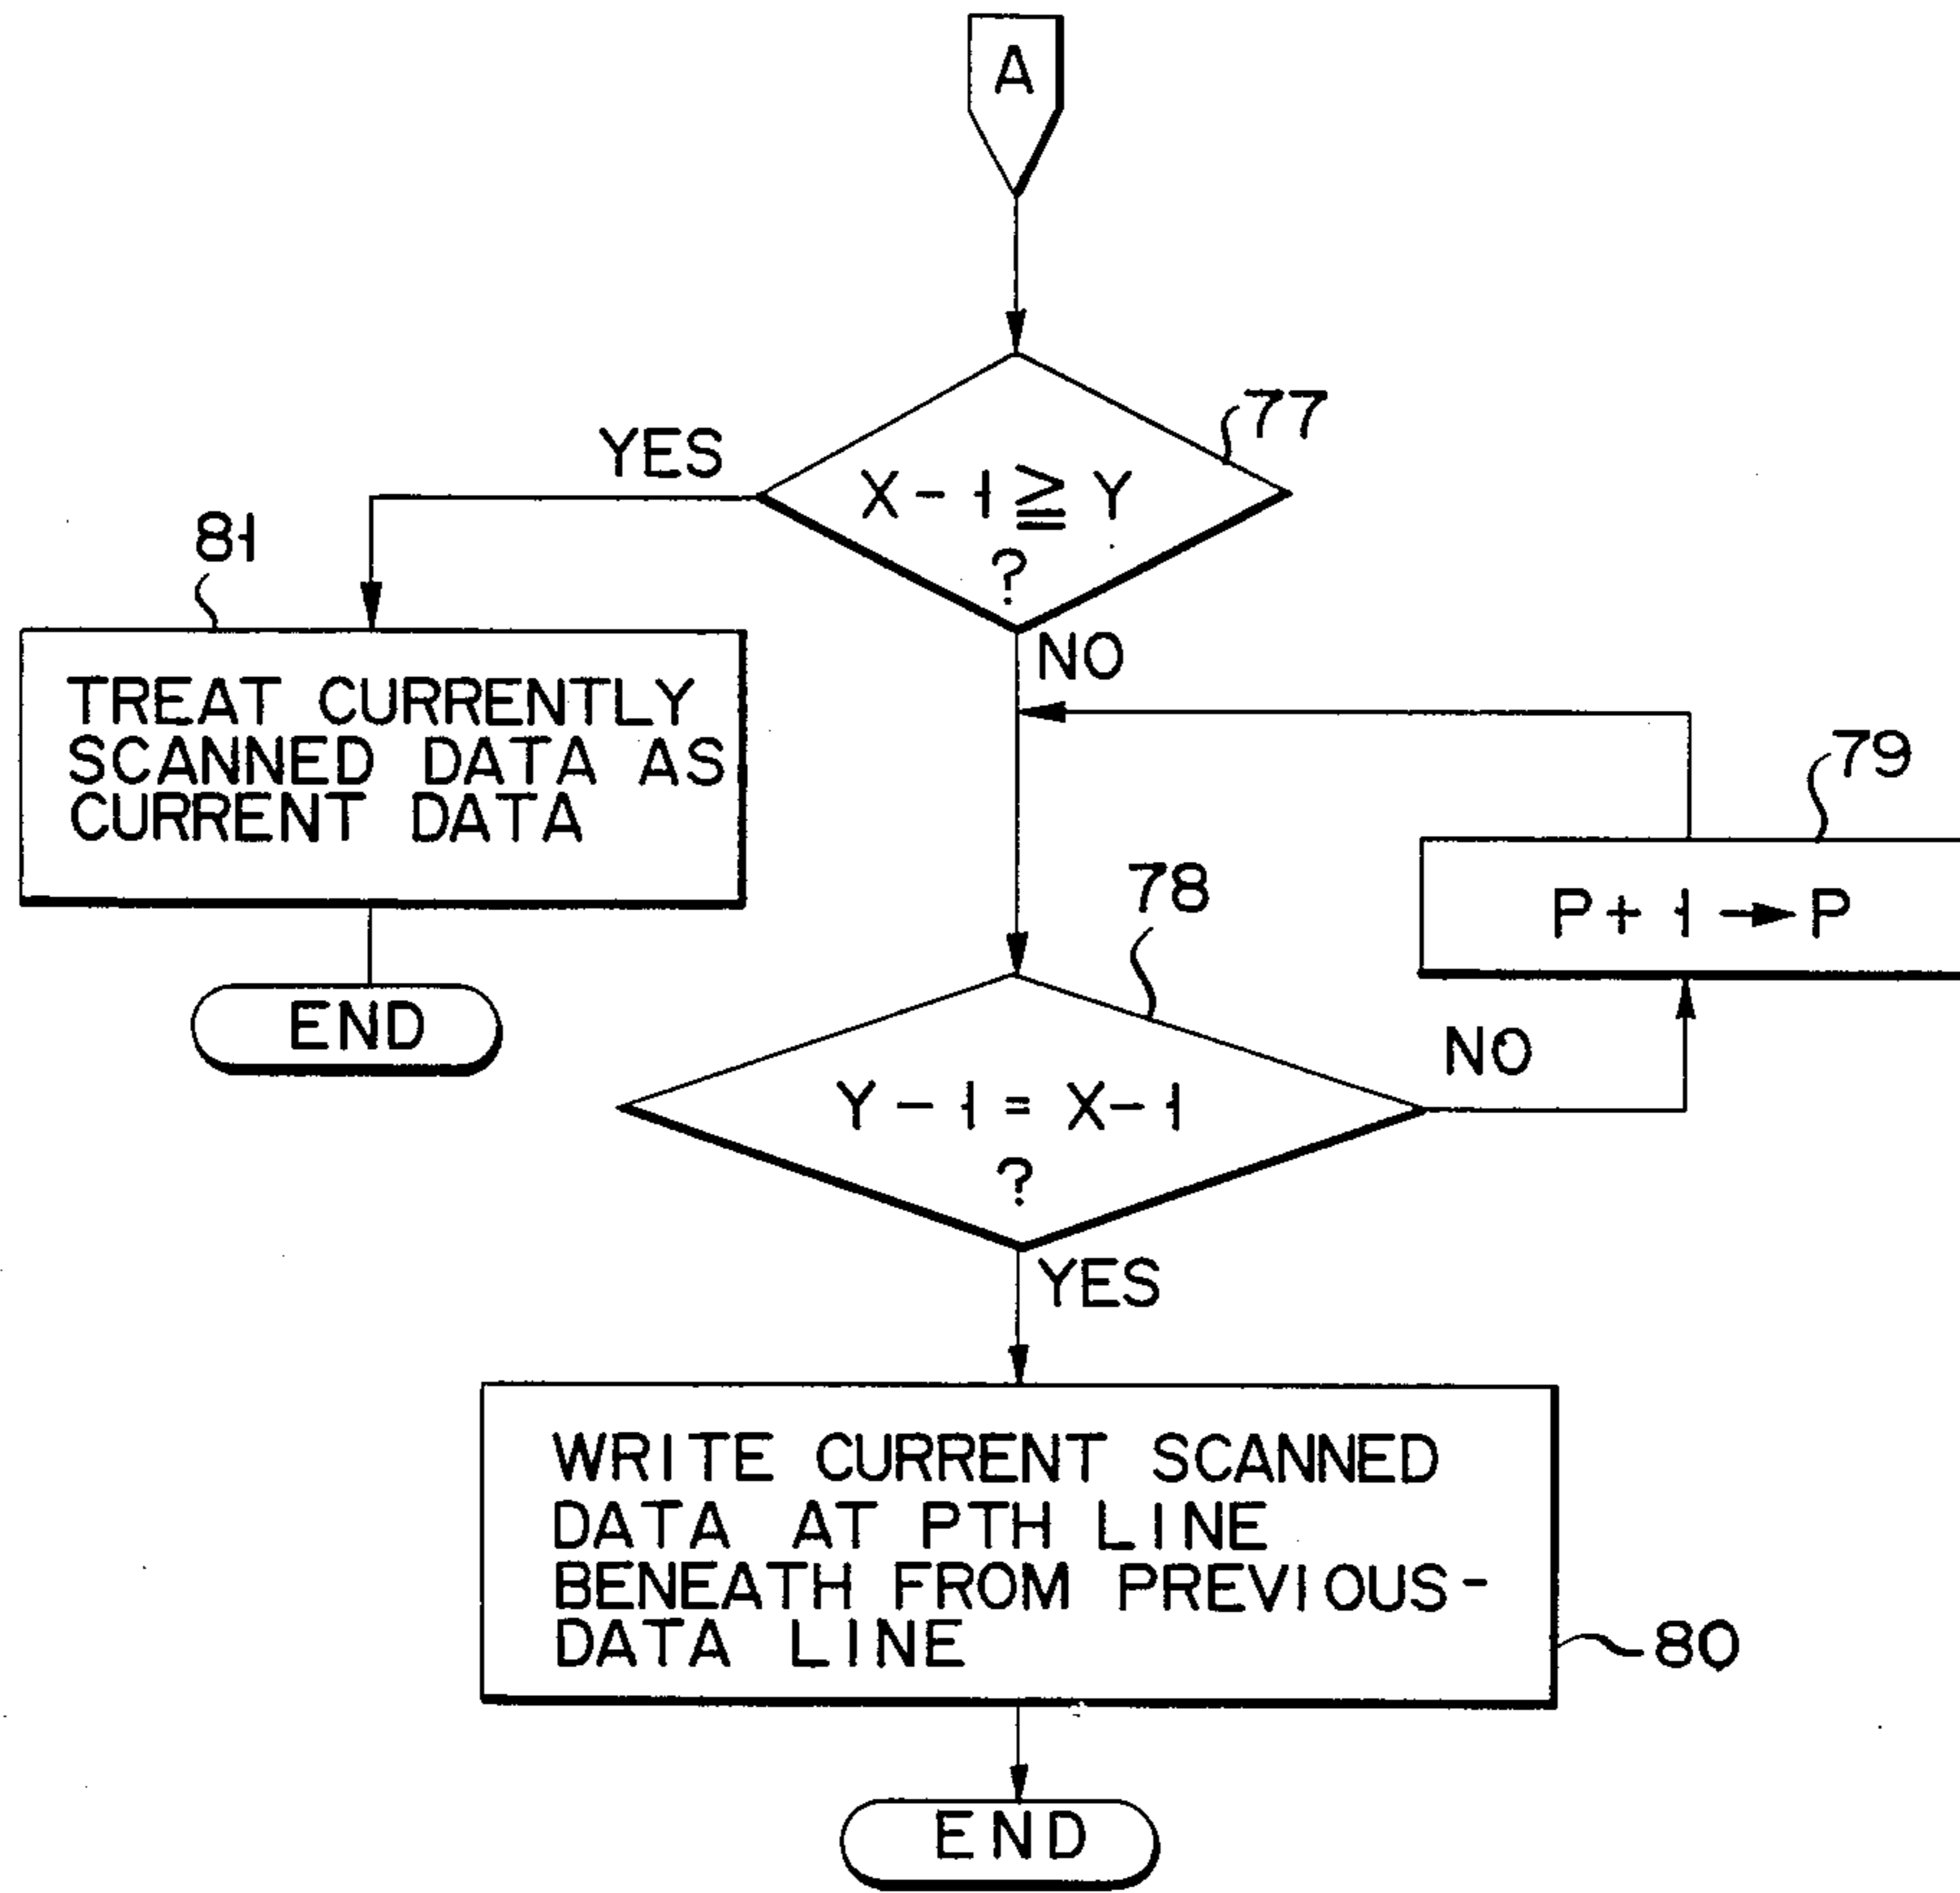 A
77
YES
X-1≧Y
?
81
NO
TREAT CURRENTLY
SCANNED DATA AS
CURRENT DATA
79
P+1→P
78
END
NO
Y-1=X-1
?
YES
WRITE CURRENT SCANNED
DATA AT PTH LINE
BENEATH FROM PREVIOUS-
DATA LINE
80
END